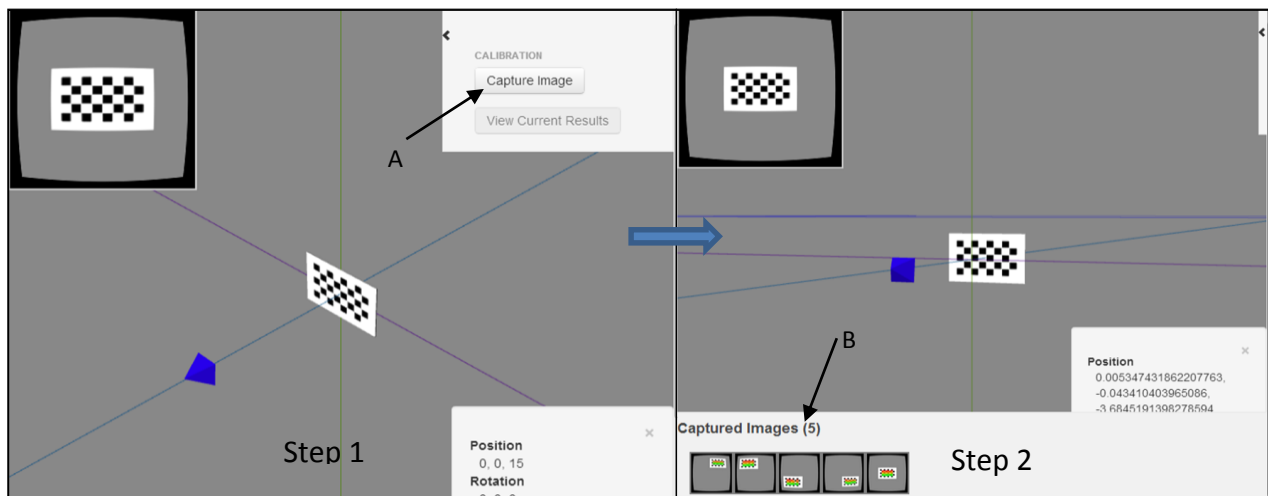 CALIBRATION
Capture Image
View Current Results
A
Step 1
Position
0, 0, 15
Rotation
B
Position
0.005347431862207763,
-0.043410403965086,
-3.6845191398278594
Captured Images (5)
Step 2